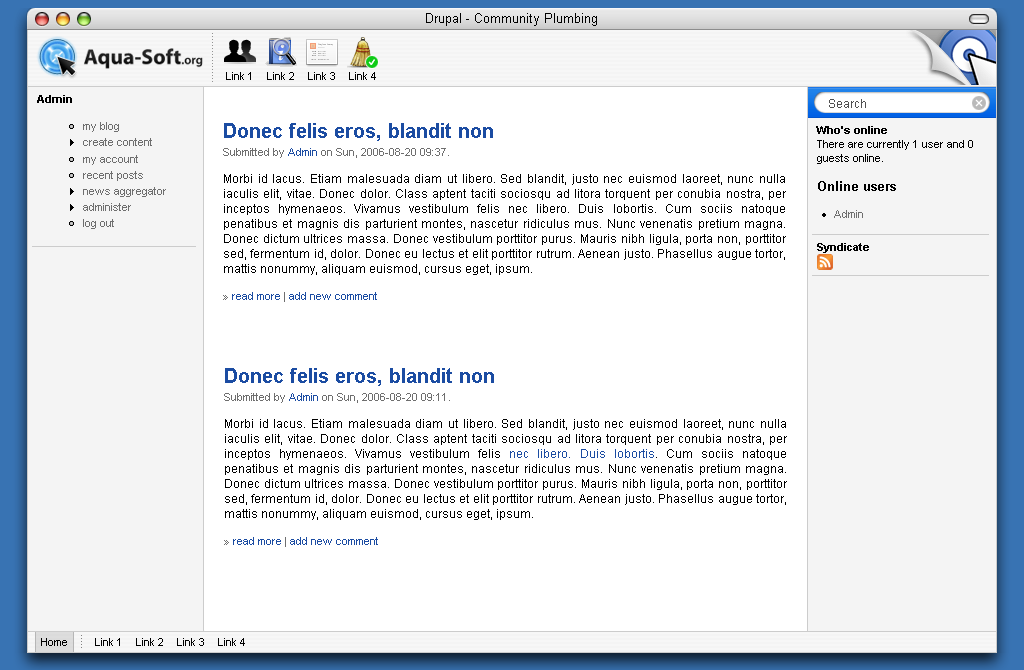 Drupal - Community Plumbing
Aqua-Soft.org
Link 1 Link 2 Link 3 Link 4
Admin
my blog
create content
my account
recent posts
news aggregator
administer
log out
Donec felis eros, blandit non
Submitted by Admin on Sun, 2006-08-20 09:37.
Morbi id lacus. Etiam malesuada diam ut libero. Sed blandit, justo nec euismod laoreet, nunc nulla
iaculis elit, vitae. Donec dolor. Class aptent taciti sociosqu ad litora torquent per conubia nostra, per
inceptos hymenaeos. Vivamus vestibulum felis nec libero. Duis lobortis. Cum sociis natoque
penatibus et magnis dis parturient montes, nascetur ridiculus mus. Nunc venenatis pretium magna.
Donec dictum ultrices massa. Donec vestibulum porttitor purus. Mauris nibh ligula, porta non, porttitor
sed, fermentum id, dolor. Donec eu lectus et elit porttitor rutrum. Aenean justo. Phasellus augue tortor,
mattis nonummy, aliquam euismod, cursus eget, ipsum.
» read more | add new comment
Donec felis eros, blandit non
Submitted by Admin on Sun, 2006-08-20 09:11.
Morbi id lacus. Etiam malesuada diam ut libero. Sed blandit, justo nec euismod laoreet, nunc nulla
iaculis elit, vitae. Donec dolor. Class aptent taciti sociosqu ad litora torquent per conubia nostra, per
inceptos hymenaeos. Vivamus vestibulum felis nec libero. Duis lobortis. Cum sociis natoque
penatibus et magnis dis parturient montes, nascetur ridiculus mus. Nunc venenatis pretium magna.
Donec dictum ultrices massa. Donec vestibulum porttitor purus. Mauris nibh ligula, porta non, porttitor
sed, fermentum id, dolor. Donec eu lectus et elit porttitor rutrum. Aenean justo. Phasellus augue tortor,
mattis nonummy, aliquam euismod, cursus eget, ipsum.
» read more | add new comment
Search
Who's online
There are currently 1 user and 0
guests online.
Online users
Admin
Syndicate
Home Link 1 Link 2 Link 3 Link 4